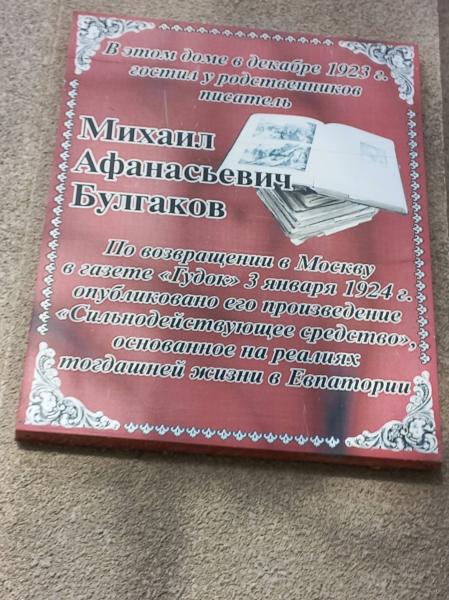 В этом доме в декабре 1923 г.
гостил у родственников
писатель
Михаил
Афанасьевич
Булгаков
По возвращении в Москву
в газете «Гудок» 3 января 1924 г.
опубликовано его произведение
«Сильнодействующее средство»,
основанное на реалиях
тогдашней жизни в Евпатории